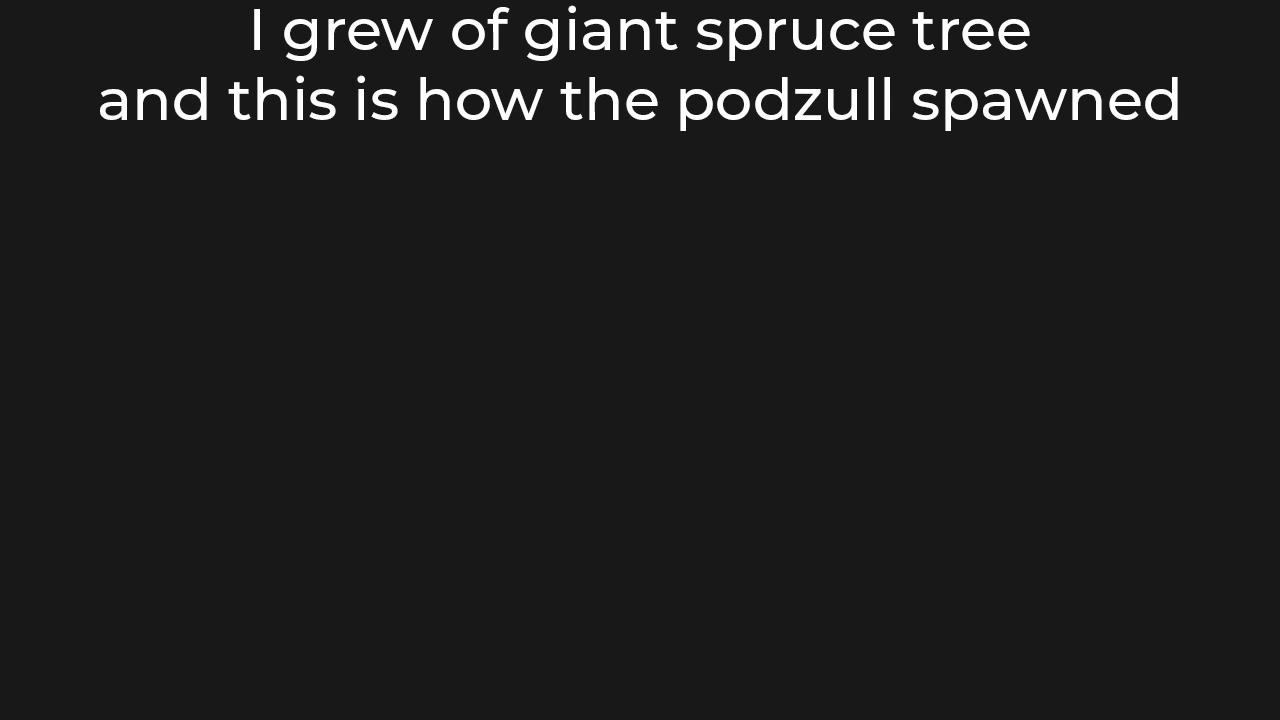 I grew of giant spruce tree
and this is how the podzull spawned